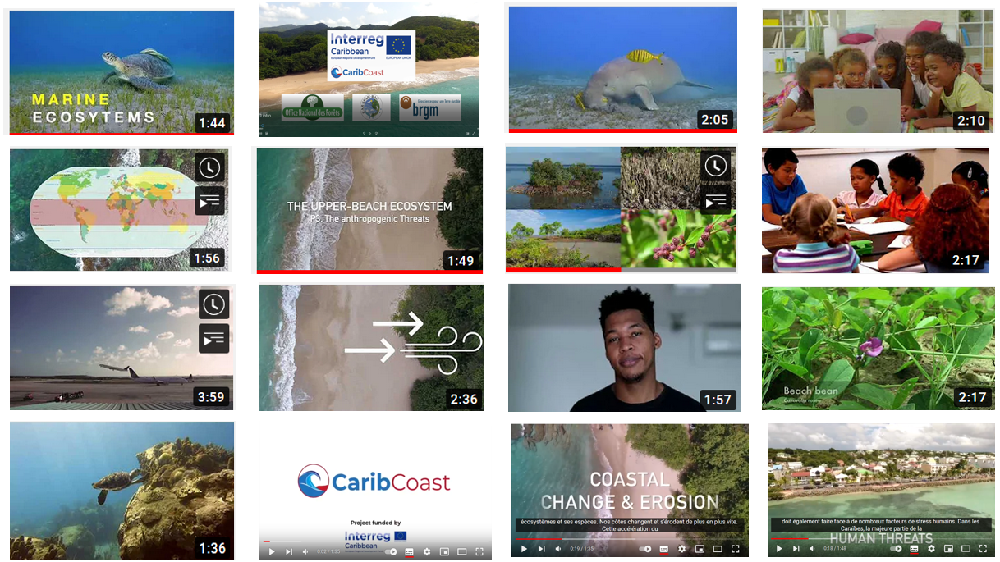 MARINE
ECOSYTEMS
1:44
Interreg
Caribbean
European Regional Development Fund
EUROPEAN UNION
CaribCoast
Office National des Forêts
Géosciences pour une Terre durable
brgm
2:05
2:10
1:56
THE UPPER-BEACH ECOSYSTEM
P3. The anthropogenic Threats
1:49
2:17
3:59
2:36
1:57
Beach bean
Canavalia rosea
2:17
1:36
CaribCoast
Project funded by
Interreg
Caribbean
0:02 / 1:35
COASTAL
CHANGE & EROSION
écosystèmes et ses espèces. Nos côtes changent et s'érodent de plus en plus vite.
Cette accélération du
0:19 / 1:35
doit également faire face à de nombreux facteurs de stress humains. Dans les
Caraïbes, la majeure partie de la
HUMAN THREATS
0:18 / 1:48